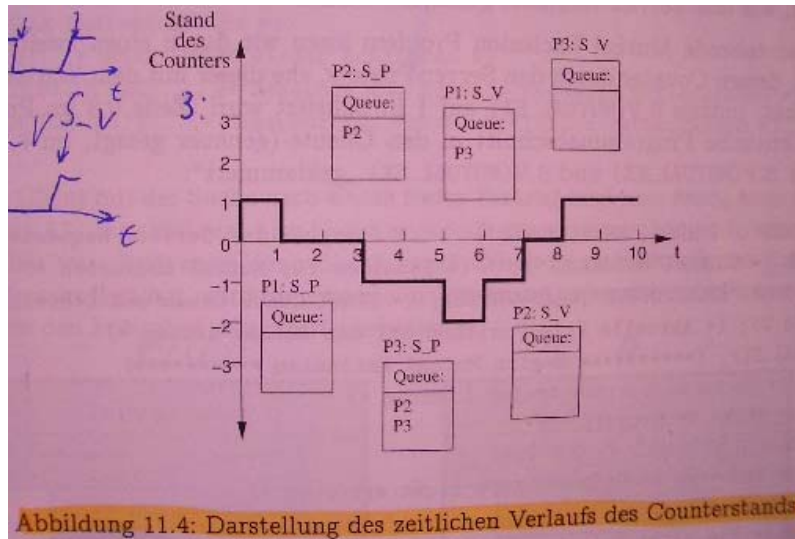 Stand
des
Counters
P2: S_P
Queue:
P2
P1: S_V
Queue:
P3
P3: S_V
Queue:
3:
t
V S_V
t
3
2
1
0
1 2 3 4 5 6 7 8 9 10 t
-1
-2
-3
P1: S_P
Queue:
P3: S_P
Queue:
P2
P3
P2: S_V
Queue:
Abbildung 11.4: Darstellung des zeitlichen Verlaufs des Counterstands